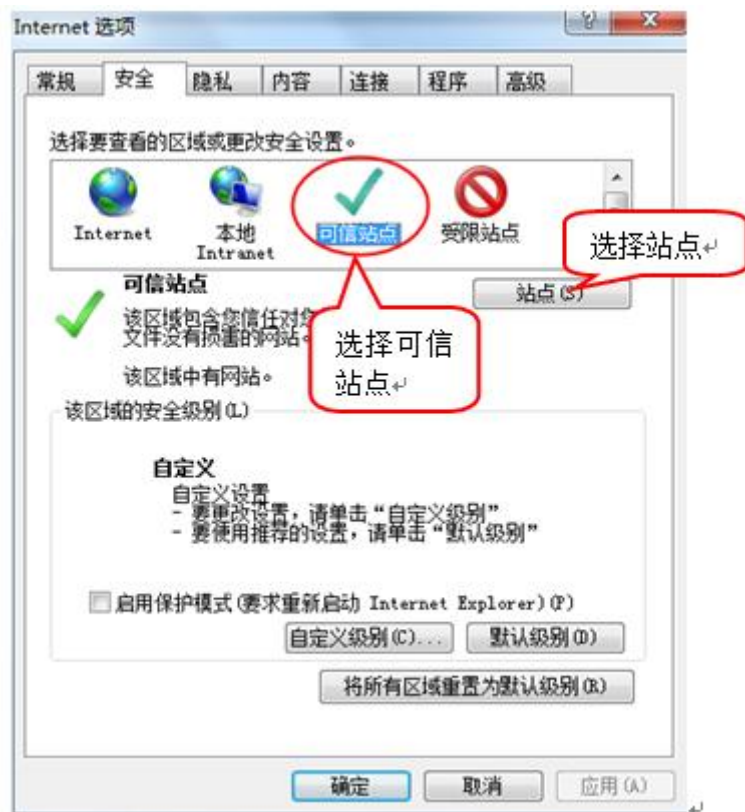 Internet 选项
常规 安全 隐私 内容 连接 程序 高级
选择要查看的区域或更改安全设置。
Internet
本地
Intranet
可信站点
受限站点
选择站点
可信站点
站点(S)
该区域包含您信任对您
文件没有损害的网站。
选择可信
站点
该区域中有网站。
该区域的安全级别(L)
自定义
自定义设置
- 要更改设置，请单击“自定义级别”
- 要使用推荐的设置，请单击“默认级别”
启用保护模式(要求重新启动 Internet Explorer)(P)
自定义级别(C)... 默认级别(D)
将所有区域重置为默认级别(R)
确定 取消 应用(A)